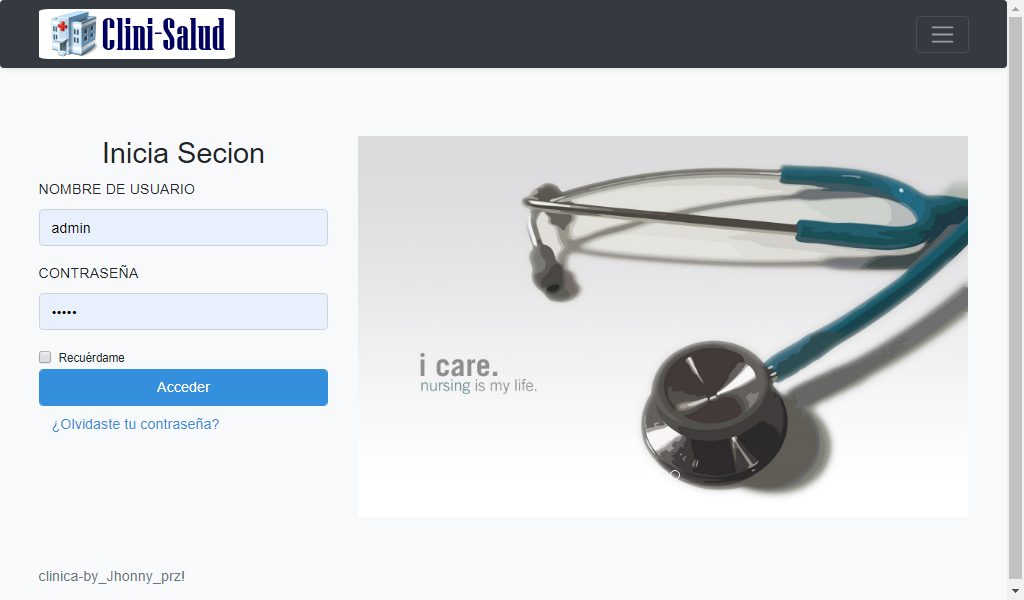 Clini-Salud
Inicia Secion
NOMBRE DE USUARIO
admin
CONTRASEÑA
•••••
Recuérdame
Acceder
¿Olvidaste tu contraseña?
i care.
nursing is my life.
clinica-by_Jhonny_prz!